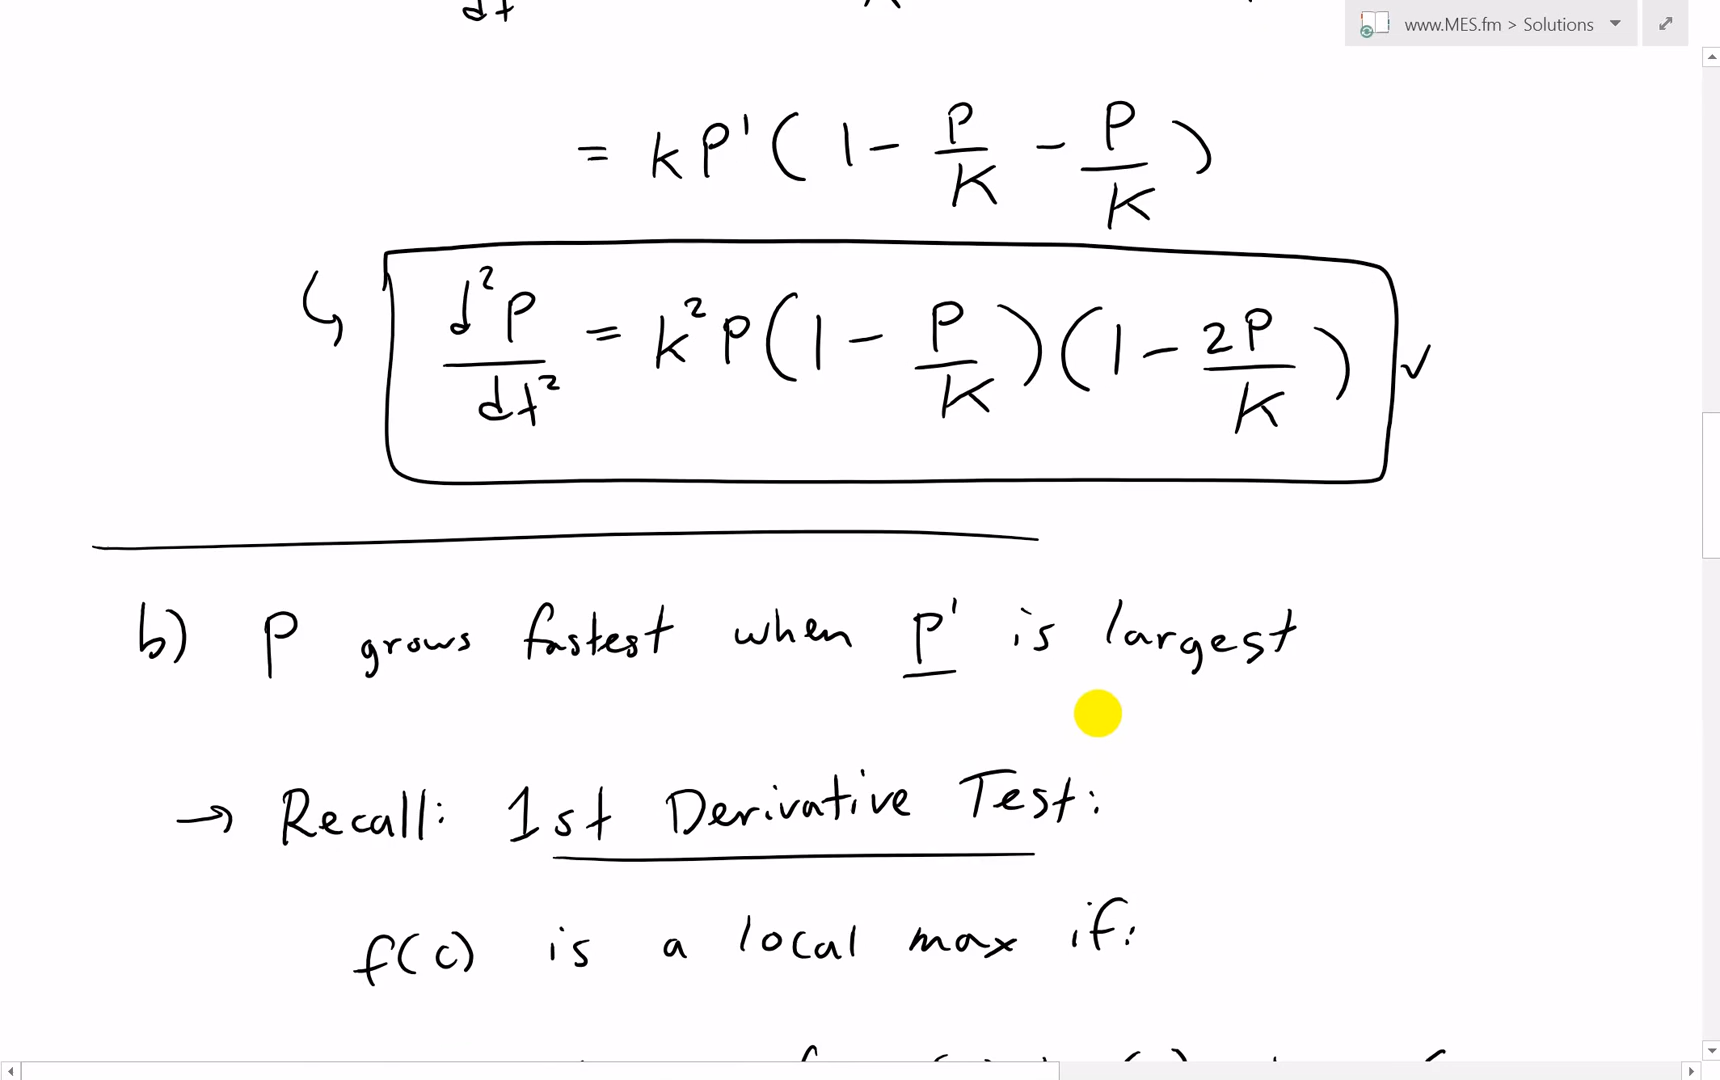 dt
www.MES.fm > Solutions
= kP'(1 - P/K - P/K)
d²P/dt² = k²P(1 - P/K)(1 - 2P/K) ✓
b) P grows fastest when P' is largest
→ Recall: 1st Derivative Test:
f(c) is a local max if: